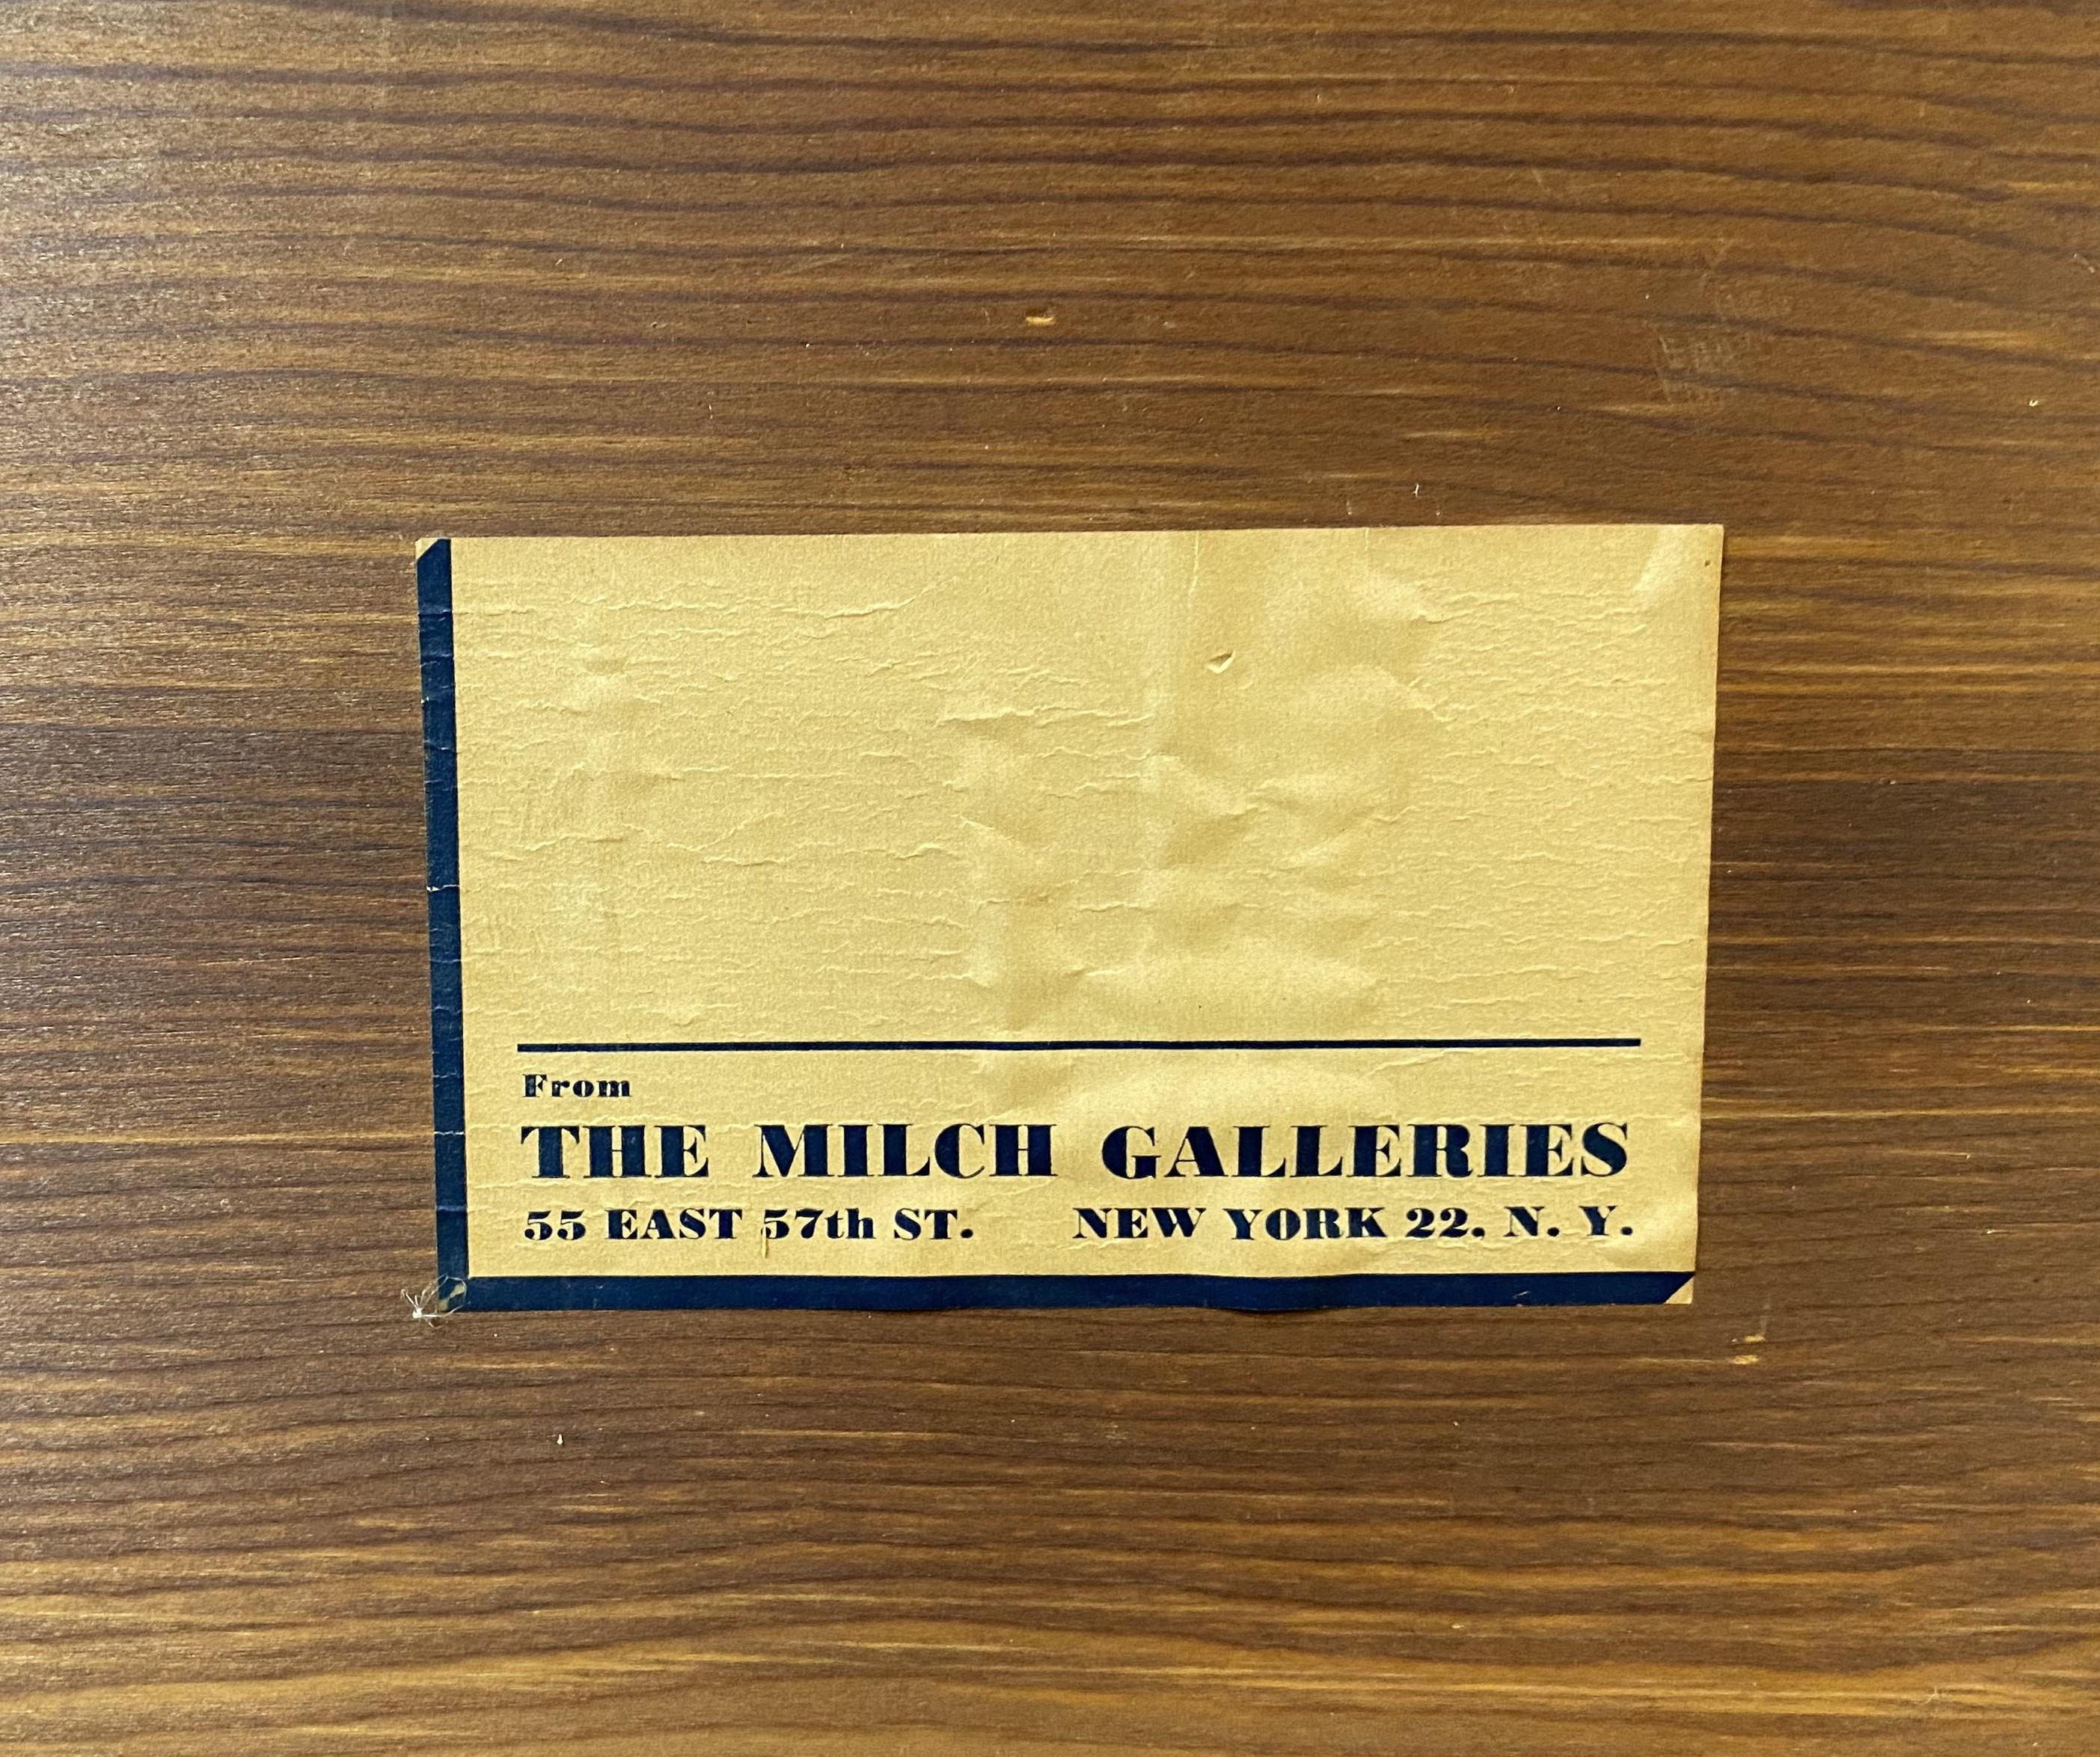 From
THE MILCH GALLERIES
55 EAST 57th ST. NEW YORK 22. N. Y.